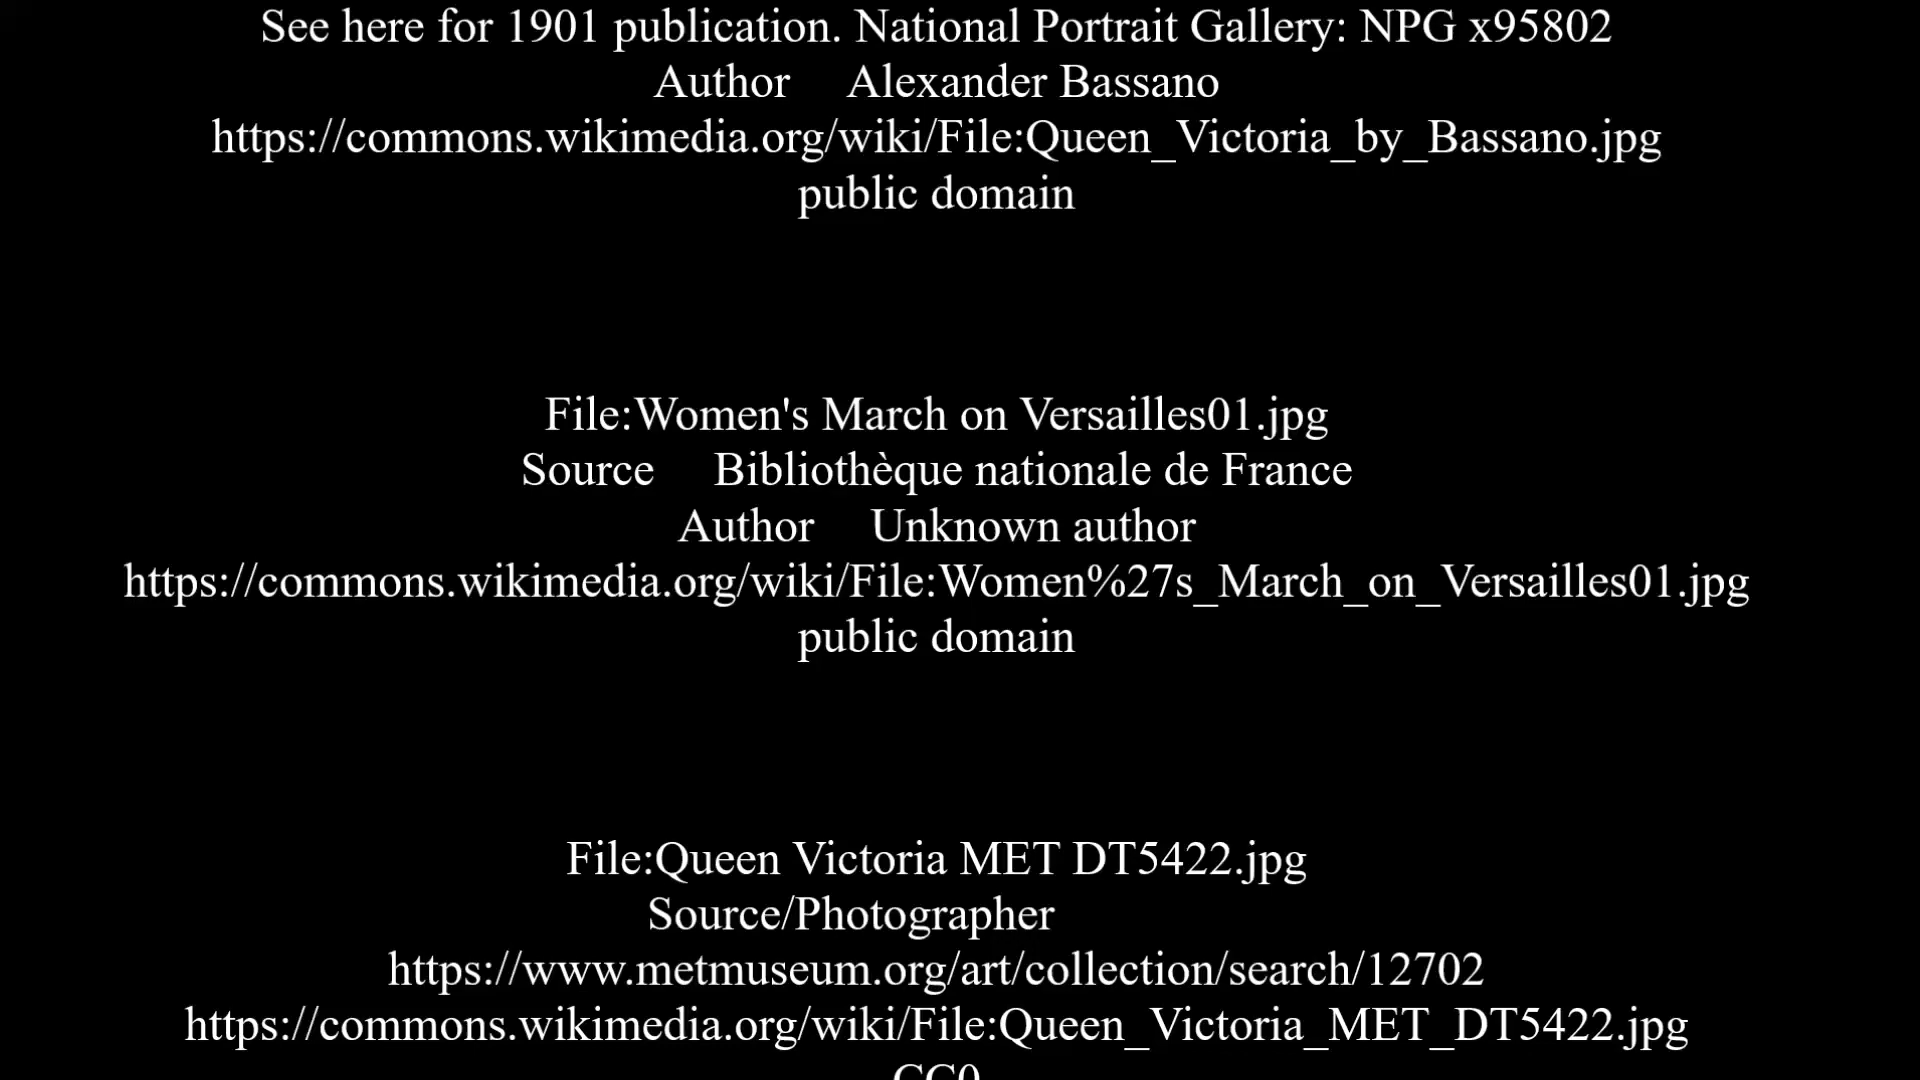 See here for 1901 publication. National Portrait Gallery: NPG x95802
Author Alexander Bassano
https://commons.wikimedia.org/wiki/File:Queen_Victoria_by_Bassano.jpg
public domain
File:Women's March on Versailles01.jpg
Source Bibliothèque nationale de France
Author Unknown author
https://commons.wikimedia.org/wiki/File:Women%27s_March_on_Versailles01.jpg
public domain
File:Queen Victoria MET DT5422.jpg
Source/Photographer
https://www.metmuseum.org/art/collection/search/12702
https://commons.wikimedia.org/wiki/File:Queen_Victoria_MET_DT5422.jpg
CC0